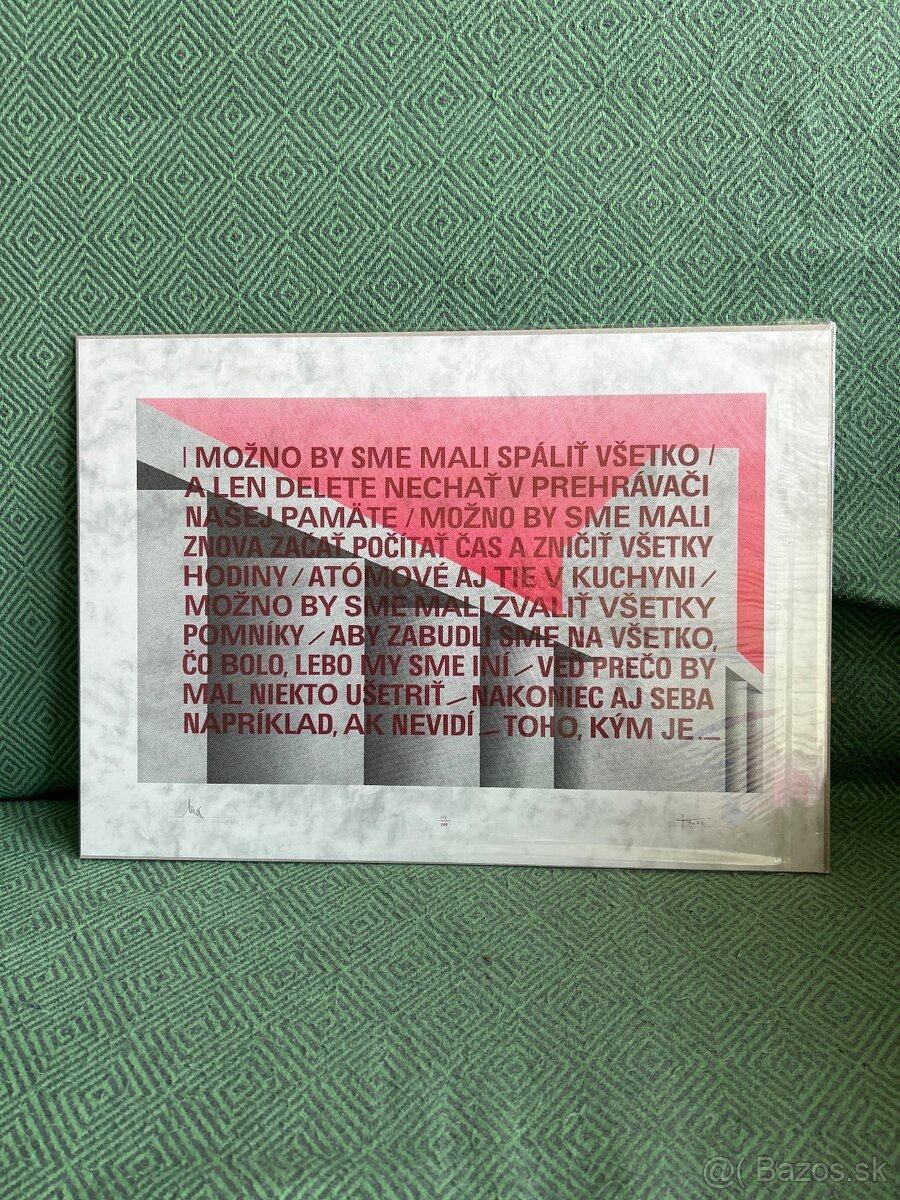 | MOŽNO BY SME MALI SPÁLIŤ VŠETKO /
A LEN DELETE NECHAŤ V PREHRÁVAČI
NAŠEJ PAMÄTE / MOŽNO BY SME MALI
ZNOVA ZAČAŤ POČÍTAŤ ČAS A ZNIČIŤ VŠETKY
HODINY / ATÓMOVÉ AJ TIE V KUCHYNI /
MOŽNO BY SME MALI ZVALIŤ VŠETKY
POMNÍKY / ABY ZABUDLI SME NA VŠETKO,
ČO BOLO, LEBO MY SME INÍ / VEĎ PREČO BY
MAL NIEKTO UŠETRIŤ / NAKONIEC AJ SEBA
NAPRÍKLAD, AK NEVIDÍ / TOHO, KÝM JE._
200
@( Bazos.sk